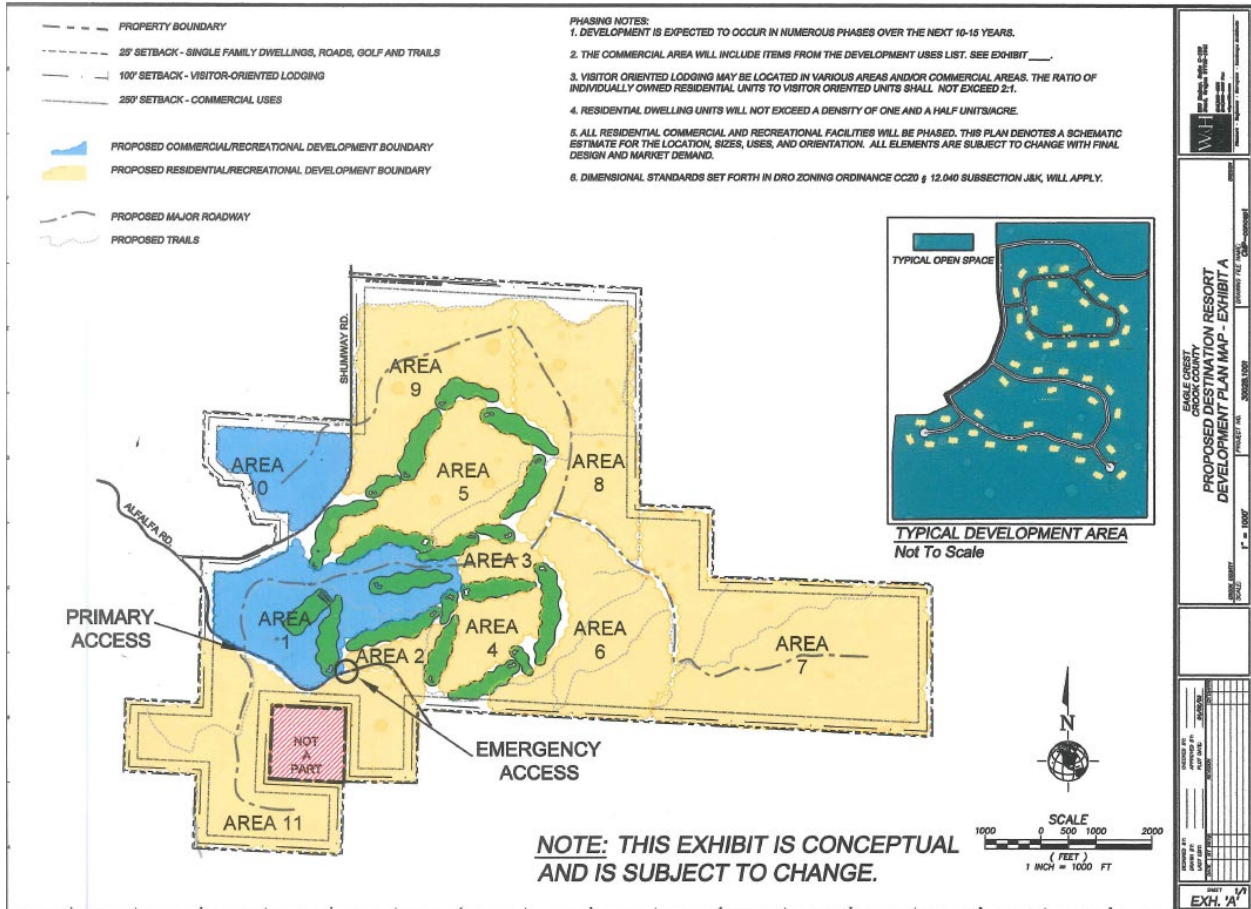 PROPERTY BOUNDARY
25' SETBACK - SINGLE FAMILY DWELLINGS, ROADS, GOLF AND TRAILS
100' SETBACK - VISITOR-ORIENTED LODGING
250' SETBACK - COMMERCIAL USES
PROPOSED COMMERCIAL/RECREATIONAL DEVELOPMENT BOUNDARY
PROPOSED RESIDENTIAL/RECREATIONAL DEVELOPMENT BOUNDARY
PROPOSED MAJOR ROADWAY
PROPOSED TRAILS
PHASING NOTES:
1. DEVELOPMENT IS EXPECTED TO OCCUR IN NUMEROUS PHASES OVER THE NEXT 10-15 YEARS.
2. THE COMMERCIAL AREA WILL INCLUDE ITEMS FROM THE DEVELOPMENT USES LIST. SEE EXHIBIT ____.
3. VISITOR ORIENTED LODGING MAY BE LOCATED IN VARIOUS AREAS AND/OR COMMERCIAL AREAS. THE RATIO OF
INDIVIDUALLY OWNED RESIDENTIAL UNITS TO VISITOR ORIENTED UNITS SHALL NOT EXCEED 2:1.
4. RESIDENTIAL DWELLING UNITS WILL NOT EXCEED A DENSITY OF ONE AND A HALF UNITS/ACRE.
5. ALL RESIDENTIAL COMMERCIAL AND RECREATIONAL FACILITIES WILL BE PHASED. THIS PLAN DENOTES A SCHEMATIC
ESTIMATE FOR THE LOCATION, SIZES, USES, AND ORIENTATION. ALL ELEMENTS ARE SUBJECT TO CHANGE WITH FINAL
DESIGN AND MARKET DEMAND.
6. DIMENSIONAL STANDARDS SET FORTH IN DRO ZONING ORDINANCE CCZO § 12.040 SUBSECTION J&K, WILL APPLY.
TYPICAL OPEN SPACE
TYPICAL DEVELOPMENT AREA
Not To Scale
SHUMWAY RD.
ALFALFA RD.
AREA
9
AREA
10
AREA
5
AREA
8
AREA 3
AREA
1
AREA 2
AREA
4
AREA
6
AREA
7
AREA 11
NOT
A
PART
PRIMARY
ACCESS
EMERGENCY
ACCESS
N
SCALE
1000 0 500 1000 2000
( FEET )
1 INCH = 1000 FT
NOTE: THIS EXHIBIT IS CONCEPTUAL
AND IS SUBJECT TO CHANGE.
W&H
EAGLE CREST
CROOK COUNTY
PROPOSED DESTINATION RESORT
DEVELOPMENT PLAN MAP - EXHIBIT A
PROJECT NO.
SCALE:
1" = 1000'
SHEET 1/1
EXH. 'A'